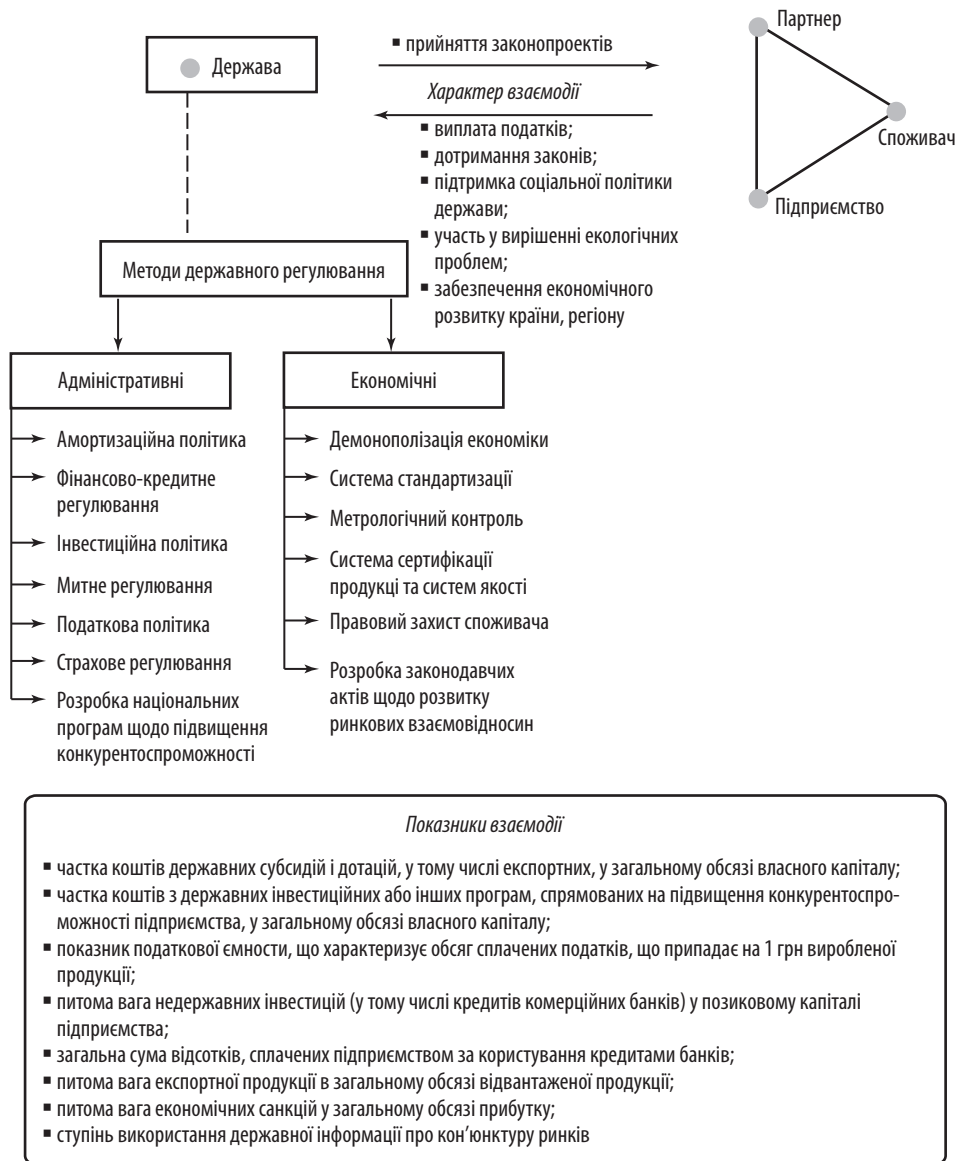 Держава
▪ прийняття законопроектів
Характер взаємодії
▪ виплата податків;
▪ дотримання законів;
▪ підтримка соціальної політики
держави;
▪ участь у вирішенні екологічних
проблем;
▪ забезпечення економічного
розвитку країни, регіону
Партнер
Споживач
Підприємство
Методи державного регулювання
Адміністративні
Амортизаційна політика
Фінансово-кредитне
регулювання
Інвестиційна політика
Митне регулювання
Податкова політика
Страхове регулювання
Розробка національних
програм щодо підвищення
конкурентоспроможності
Економічні
Демонополізація економіки
Система стандартизації
Метрологічний контроль
Система сертифікації
продукці та систем якості
Правовий захист споживача
Розробка законодавчих
актів щодо розвитку
ринкових взаємовідносин
Показники взаємодії
▪ частка коштів державних субсидій і дотацій, у тому числі експортних, у загальному обсязі власного капіталу;
▪ частка коштів з державних інвестиційних або інших програм, спрямованих на підвищення конкурентоспро-
можності підприємства, у загальному обсязі власного капіталу;
▪ показник податкової ємности, що характеризує обсяг сплачених податків, що припадає на 1 грн виробленої
продукції;
▪ питома вага недержавних інвестицій (у тому числі кредитів комерційних банків) у позиковому капіталі
підприємства;
▪ загальна сума відсотків, сплачених підприємством за користування кредитами банків;
▪ питома вага експортної продукції в загальному обсязі відвантаженої продукції;
▪ питома вага економічних санкцій у загальному обсязі прибутку;
▪ ступінь використання державної інформації про кон’юнктуру ринків